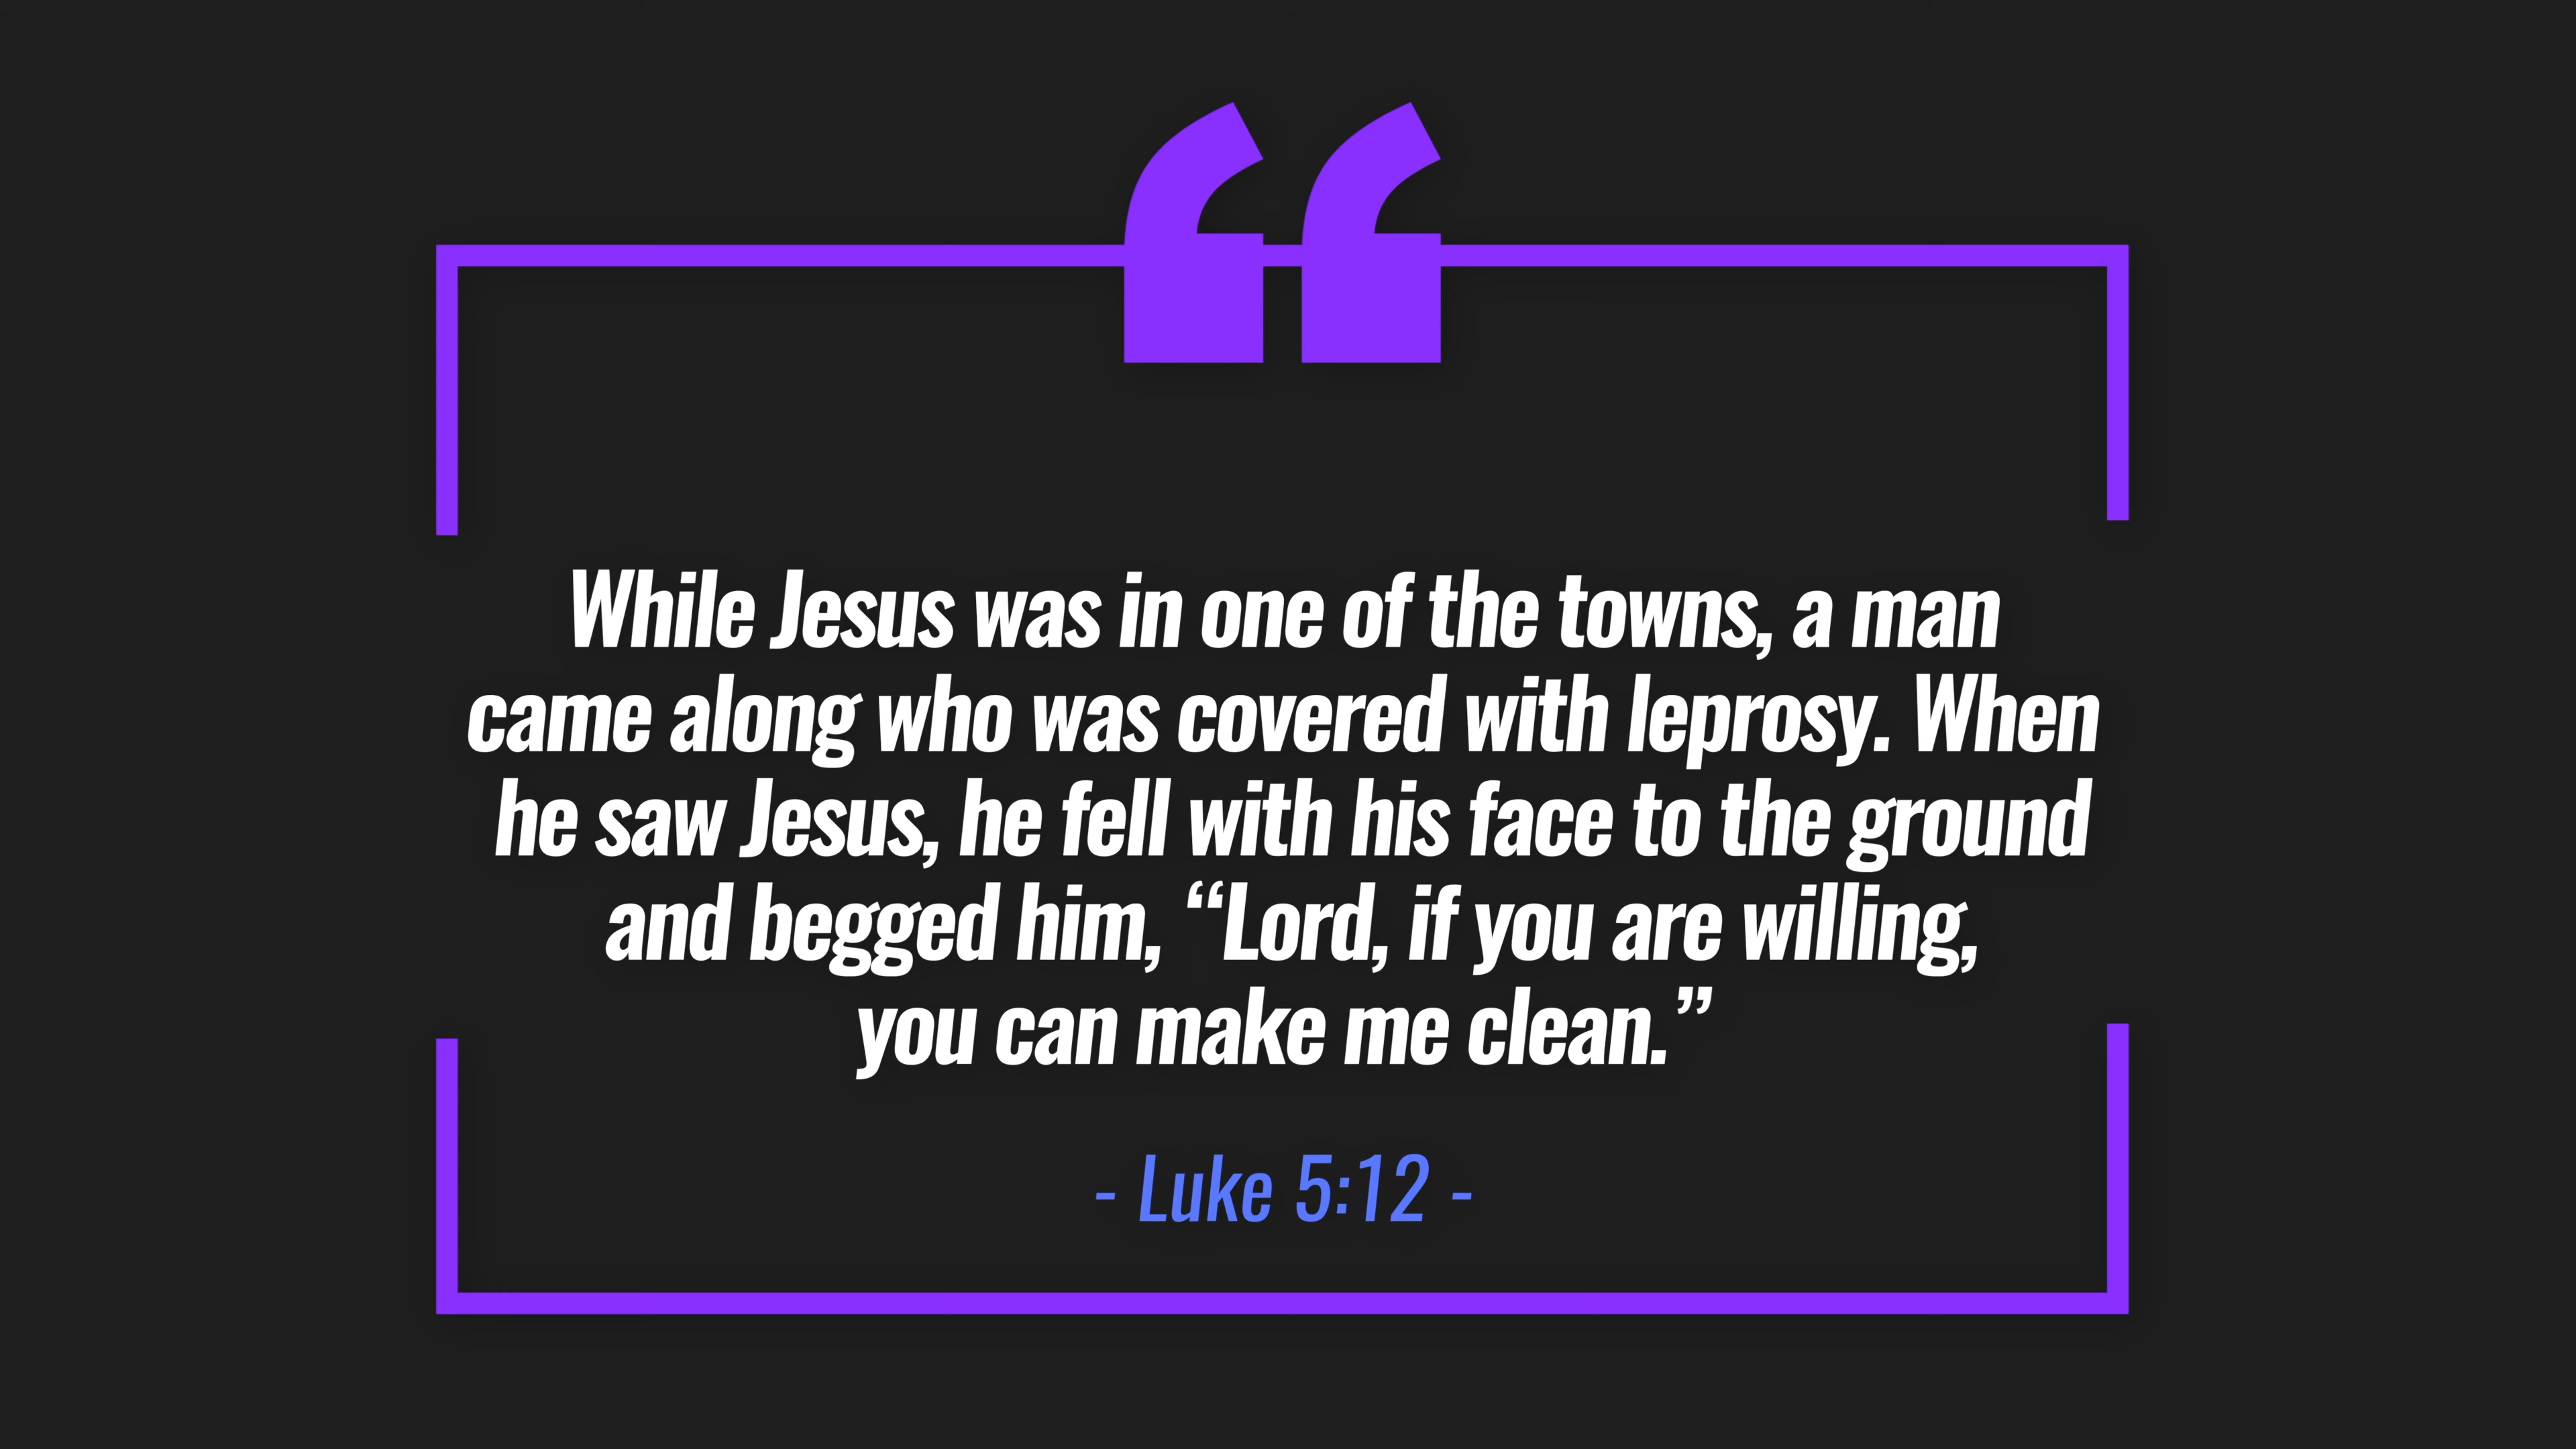 While Jesus was in one of the towns, a man
came along who was covered with leprosy. When
he saw Jesus, he fell with his face to the ground
and begged him, “Lord, if you are willing,
you can make me clean.”
- Luke 5:12 -